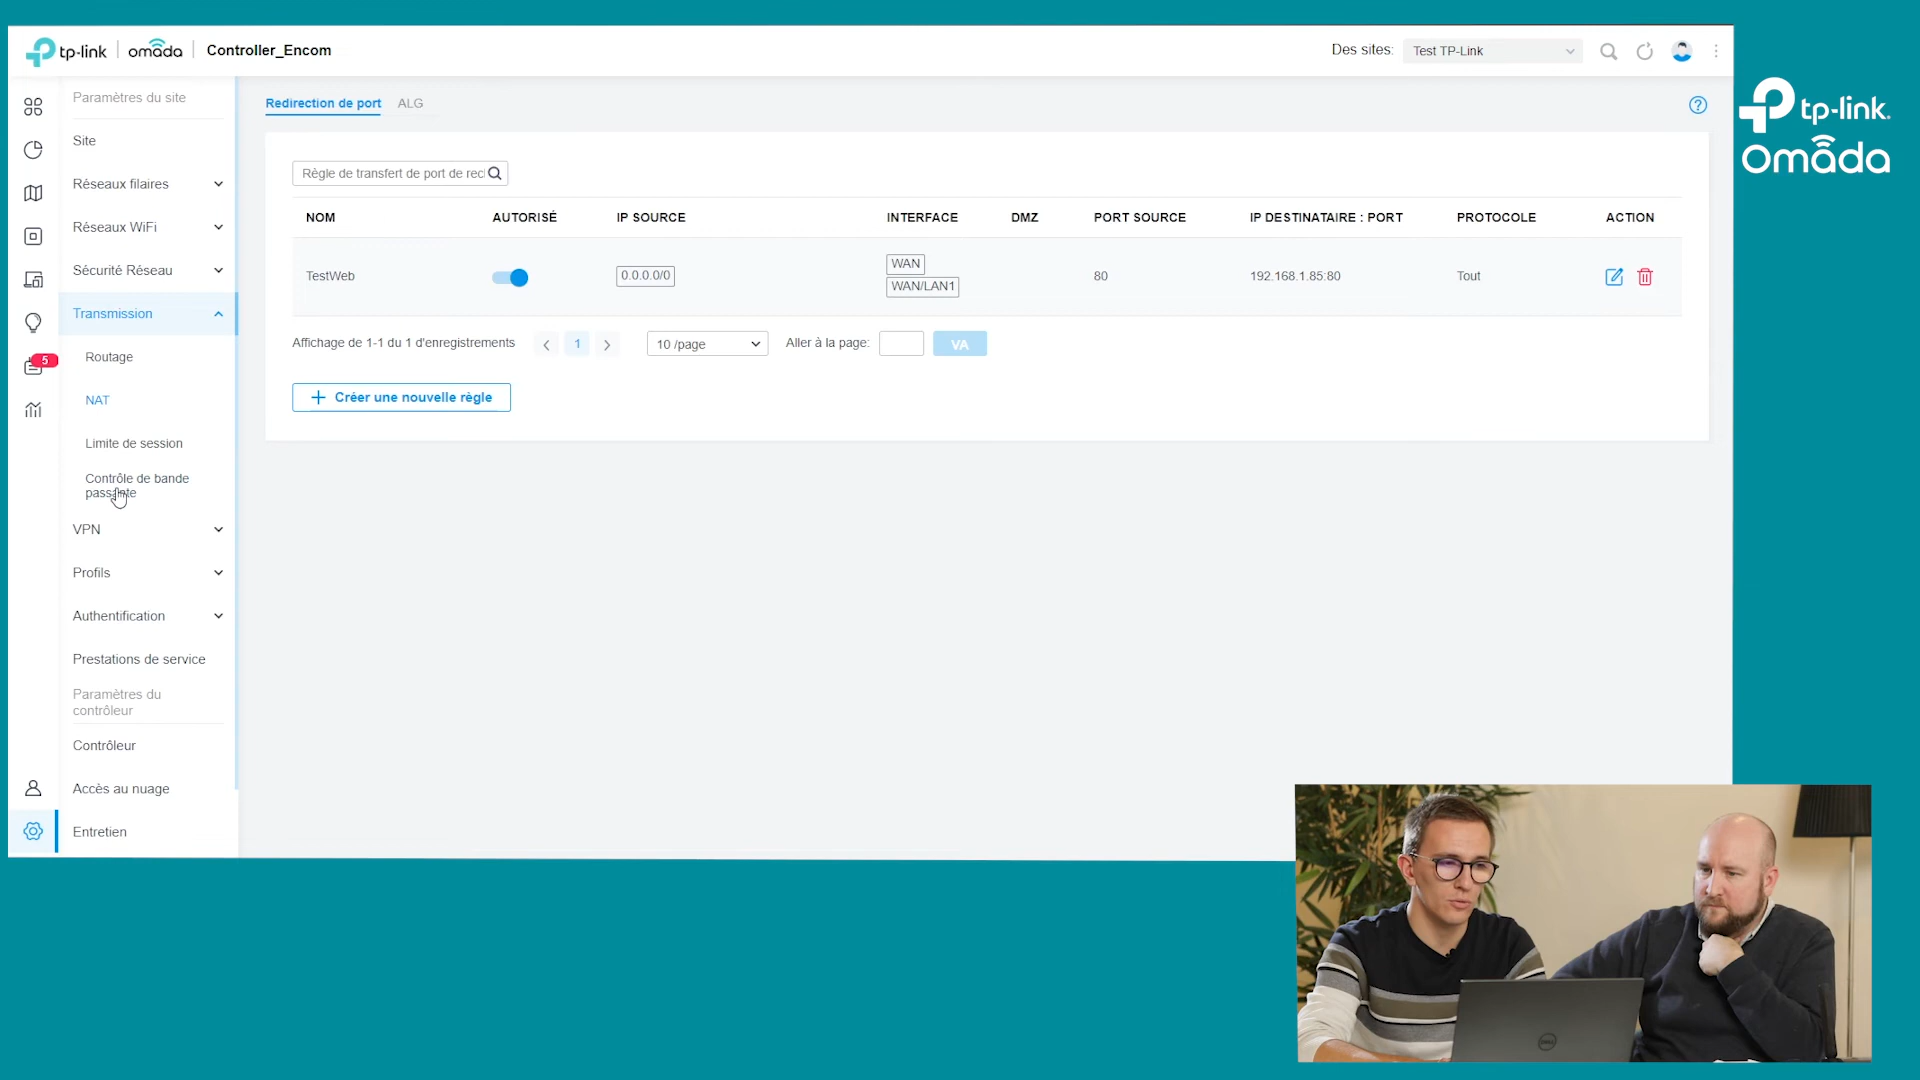 tp-link omada Controller_Encom
Des sites: Test TP-Link
tp-link.
omada
Paramètres du site
Site
Réseaux filaires
Réseaux WiFi
Sécurité Réseau
Transmission
Routage
NAT
Limite de session
Contrôle de bande
passante
VPN
Profils
Authentification
Prestations de service
Paramètres du
contrôleur
Contrôleur
Accès au nuage
Entretien
5
Redirection de port ALG
Règle de transfert de port de recl
NOM AUTORISÉ IP SOURCE INTERFACE DMZ PORT SOURCE IP DESTINATAIRE : PORT PROTOCOLE ACTION
TestWeb 0.0.0.0/0 WAN 80 192.168.1.85:80 Tout
WAN/LAN1
Affichage de 1-1 du 1 d'enregistrements 1 10 /page Aller à la page: VA
+ Créer une nouvelle règle
DELL